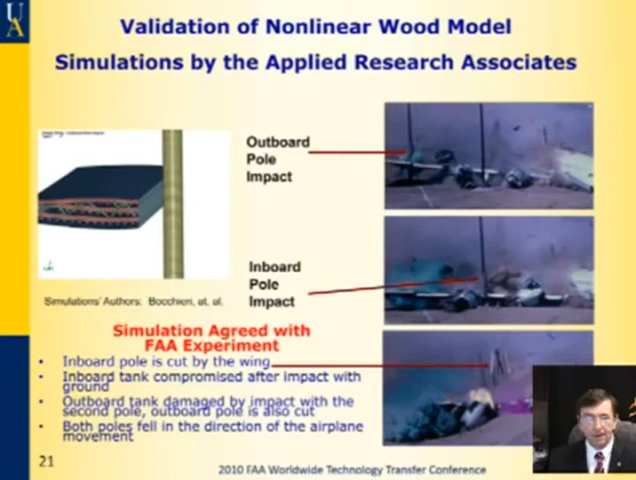 UA
Validation of Nonlinear Wood Model
Simulations by the Applied Research Associates
Outboard
Pole
Impact
Inboard
Pole
Impact
Simulations' Authors: Bocchieri, at. al.
Simulation Agreed with
FAA Experiment
• Inboard pole is cut by the wing
• Inboard tank compromised after impact with
ground
• Outboard tank damaged by impact with the
second pole, outboard pole is also cut
• Both poles fell in the direction of the airplane
movement
21
2010 FAA Worldwide Technology Transfer Conference